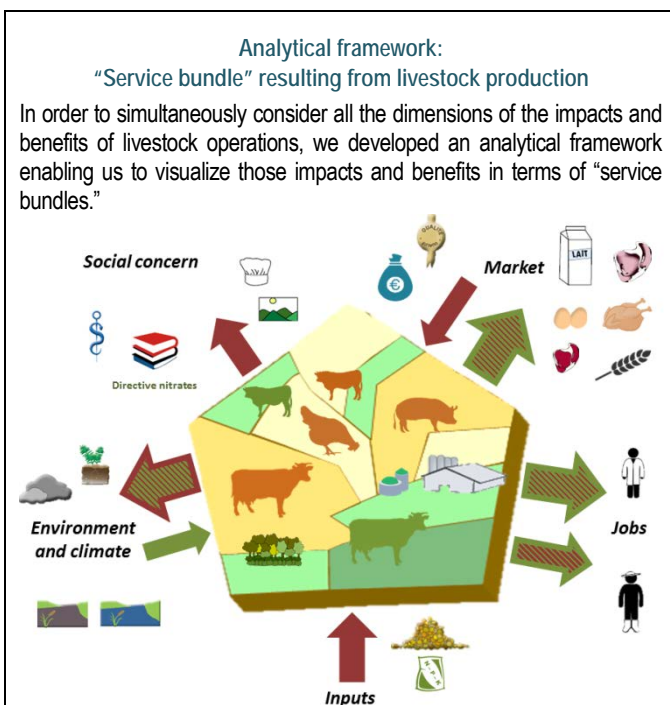 Analytical framework:
“Service bundle” resulting from livestock production
In order to simultaneously consider all the dimensions of the impacts and
benefits of livestock operations, we developed an analytical framework
enabling us to visualize those impacts and benefits in terms of “service
bundles.”
Social concern
Market
QUALITÉ
LAIT
€
Directive nitrates
Environment
and climate
Jobs
N-P-K
Inputs